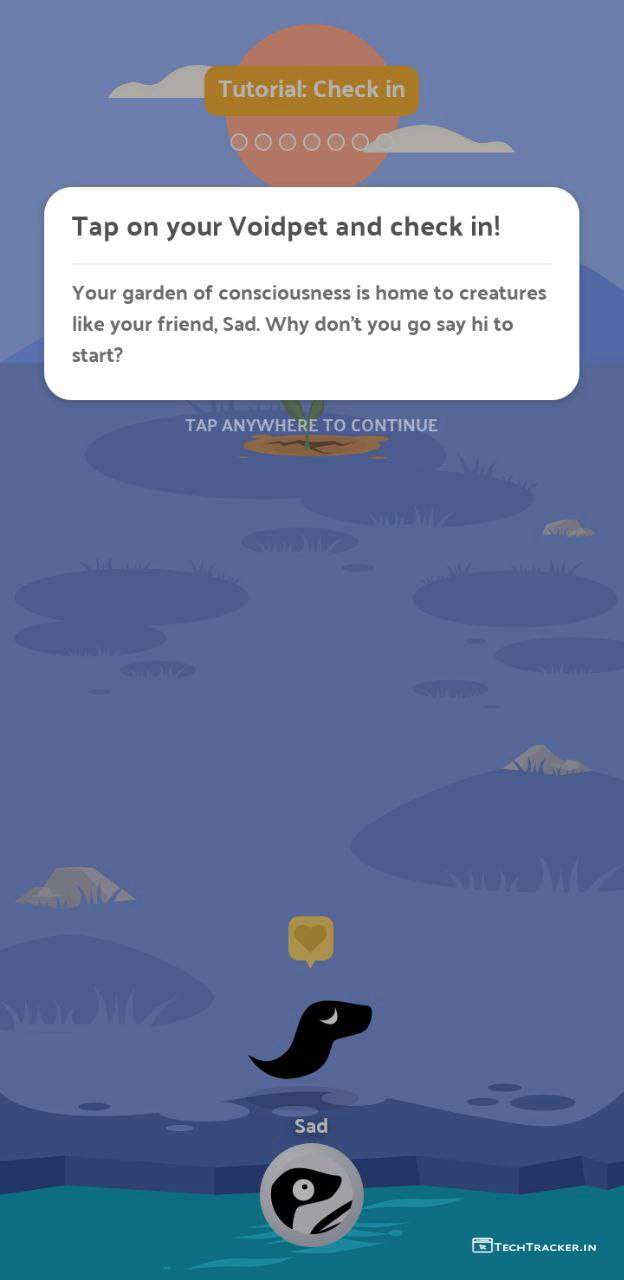 Tutorial: Check in
Tap on your Voidpet and check in!
Your garden of consciousness is home to creatures
like your friend, Sad. Why don't you go say hi to
start?
TAP ANYWHERE TO CONTINUE
Sad
TECHTRACKER.IN